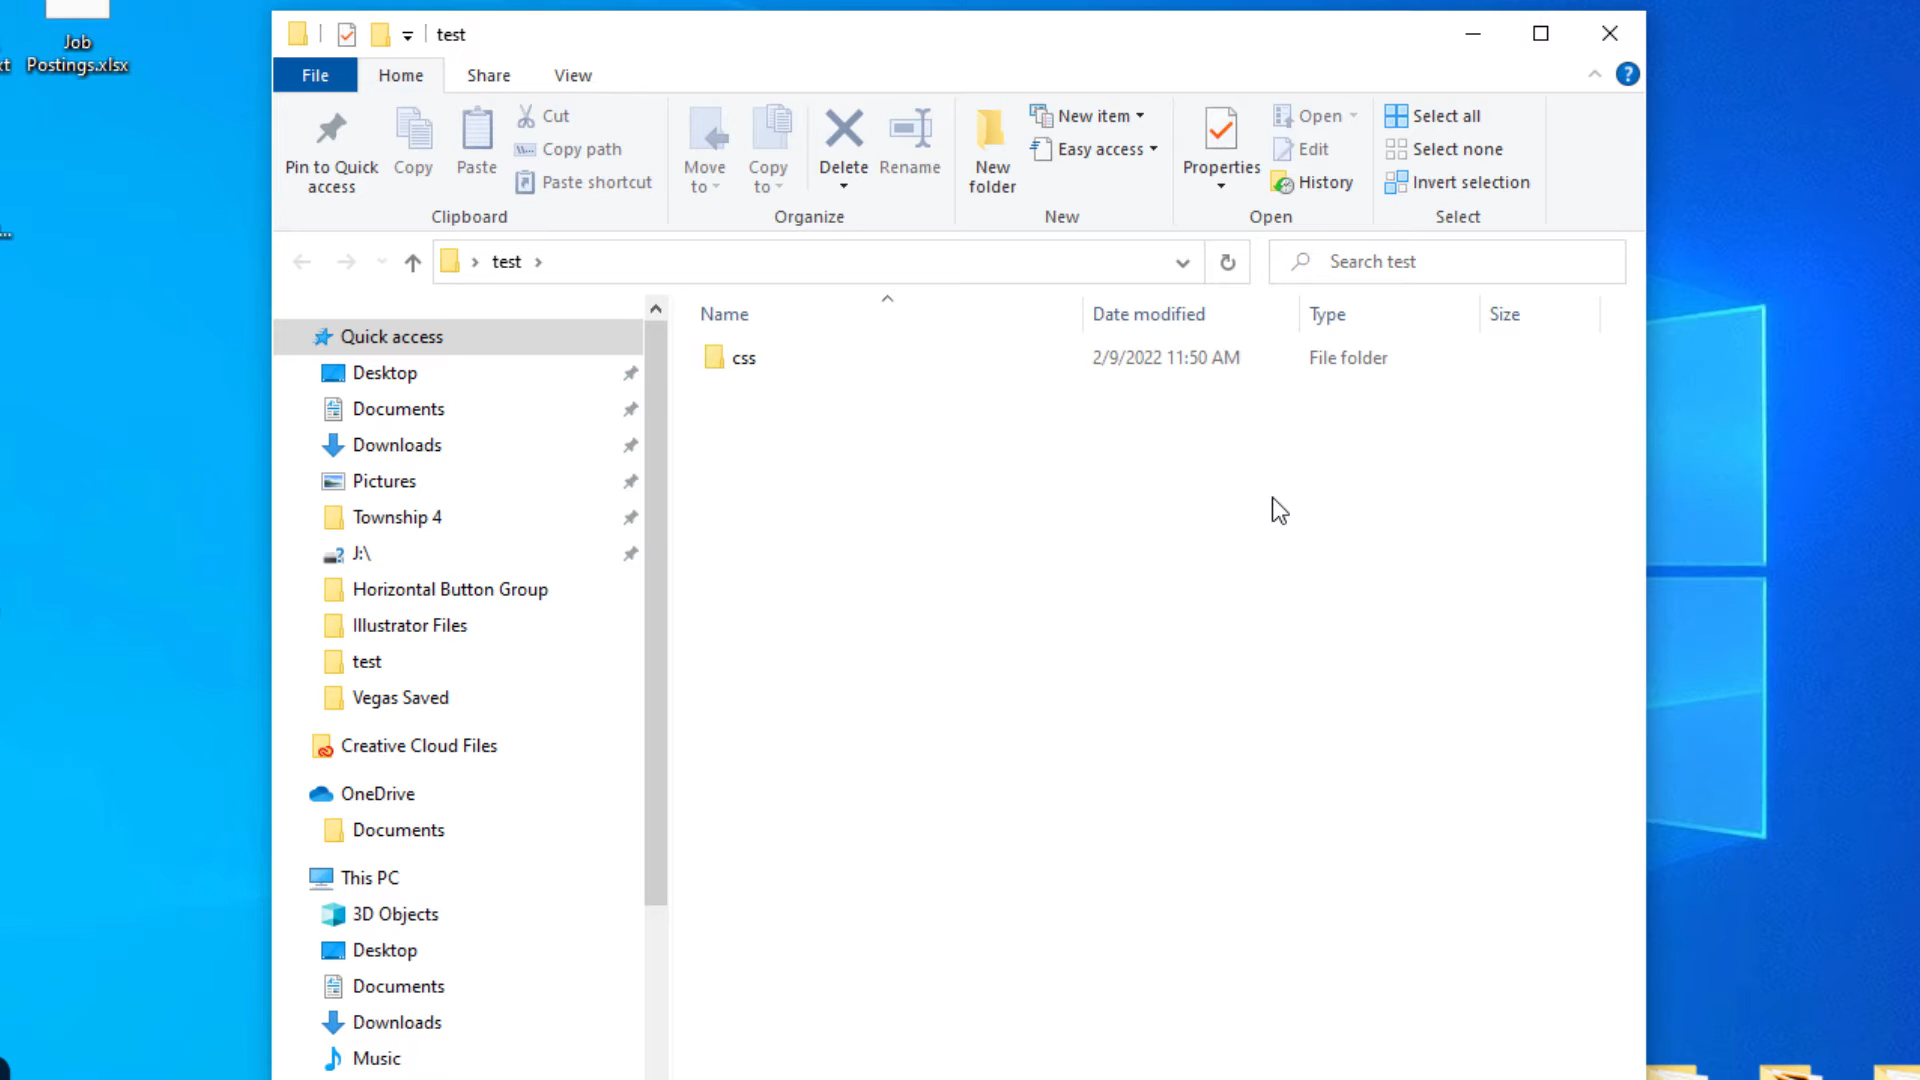 Job
Postings.xlsx
xt
...
test
File
Home
Share
View
?
Pin to Quick
access
Copy
Paste
Cut
Copy path
Paste shortcut
Clipboard
Move
to
Copy
to
Delete
Rename
Organize
New
folder
New item
Easy access
New
Properties
Open
Edit
History
Open
Select all
Select none
Invert selection
Select
test
Search test
Name
Date modified
Type
Size
css
2/9/2022 11:50 AM
File folder
Quick access
Desktop
Documents
Downloads
Pictures
Township 4
J:\
Horizontal Button Group
Illustrator Files
test
Vegas Saved
Creative Cloud Files
OneDrive
Documents
This PC
3D Objects
Desktop
Documents
Downloads
Music